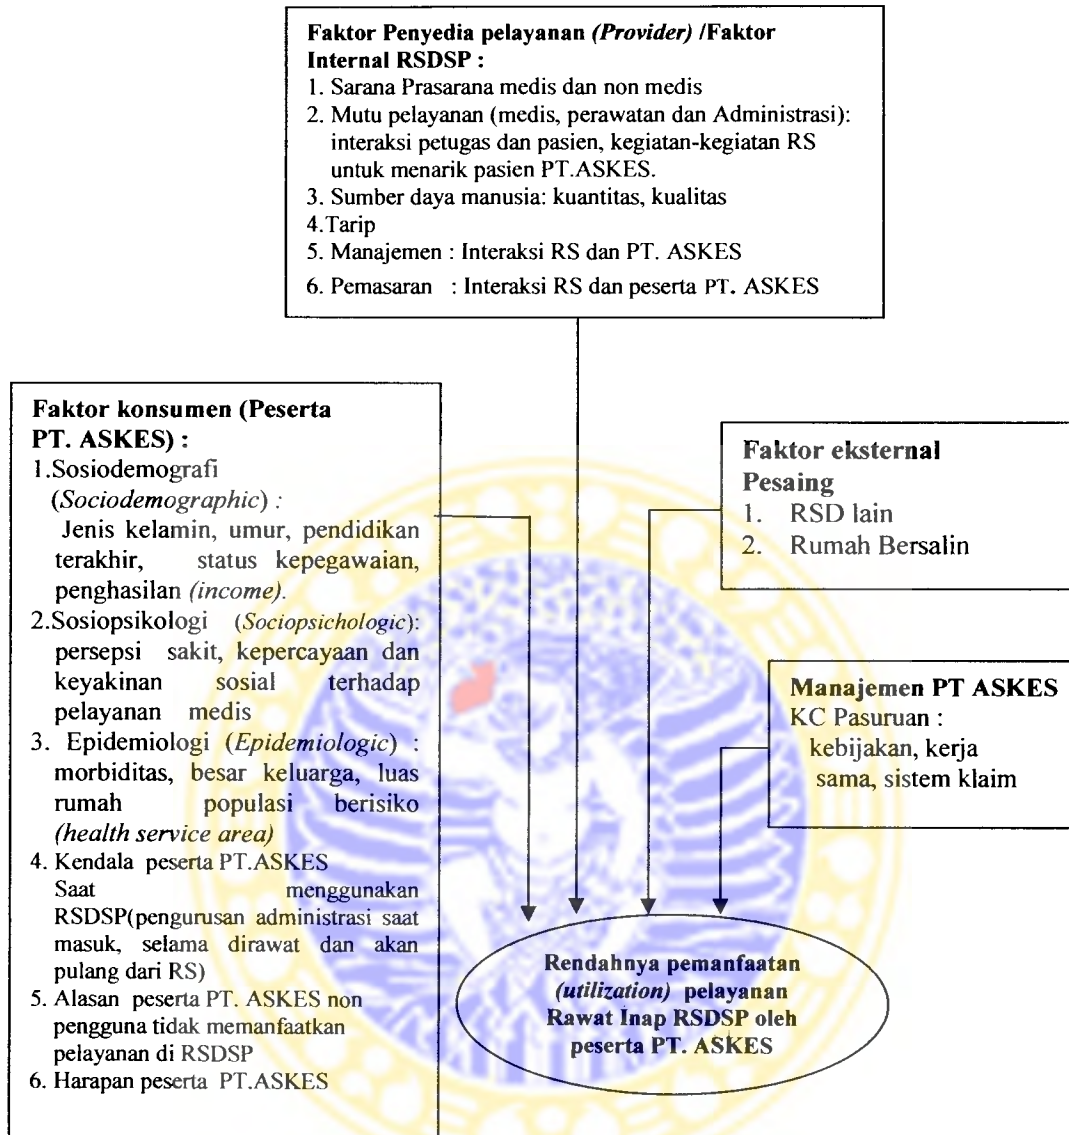 Faktor Penyedia pelayanan (Provider) /Faktor
Internal RSDSP :
1. Sarana Prasarana medis dan non medis
2. Mutu pelayanan (medis, perawatan dan Administrasi):
interaksi petugas dan pasien, kegiatan-kegiatan RS
untuk menarik pasien PT.ASKES.
3. Sumber daya manusia: kuantitas, kualitas
4.Tarip
5. Manajemen : Interaksi RS dan PT. ASKES
6. Pemasaran : Interaksi RS dan peserta PT. ASKES
Faktor konsumen (Peserta
PT. ASKES) :
1.Sosiodemografi
(Sociodemographic) :
Jenis kelamin, umur, pendidikan
terakhir, status kepegawaian,
penghasilan (income).
2.Sosiopsikologi (Sociopsichologic):
persepsi sakit, kepercayaan dan
keyakinan sosial terhadap
pelayanan medis
3. Epidemiologi (Epidemiologic) :
morbiditas, besar keluarga, luas
rumah populasi berisiko
(health service area)
4. Kendala peserta PT.ASKES
Saat menggunakan
RSDSP(pengurusan administrasi saat
masuk, selama dirawat dan akan
pulang dari RS)
5. Alasan peserta PT. ASKES non
pengguna tidak memanfaatkan
pelayanan di RSDSP
6. Harapan peserta PT.ASKES
Faktor eksternal
Pesaing
1. RSD lain
2. Rumah Bersalin
Manajemen PT ASKES
KC Pasuruan :
kebijakan, kerja
sama, sistem klaim
Rendahnya pemanfaatan
(utilization) pelayanan
Rawat Inap RSDSP oleh
peserta PT. ASKES